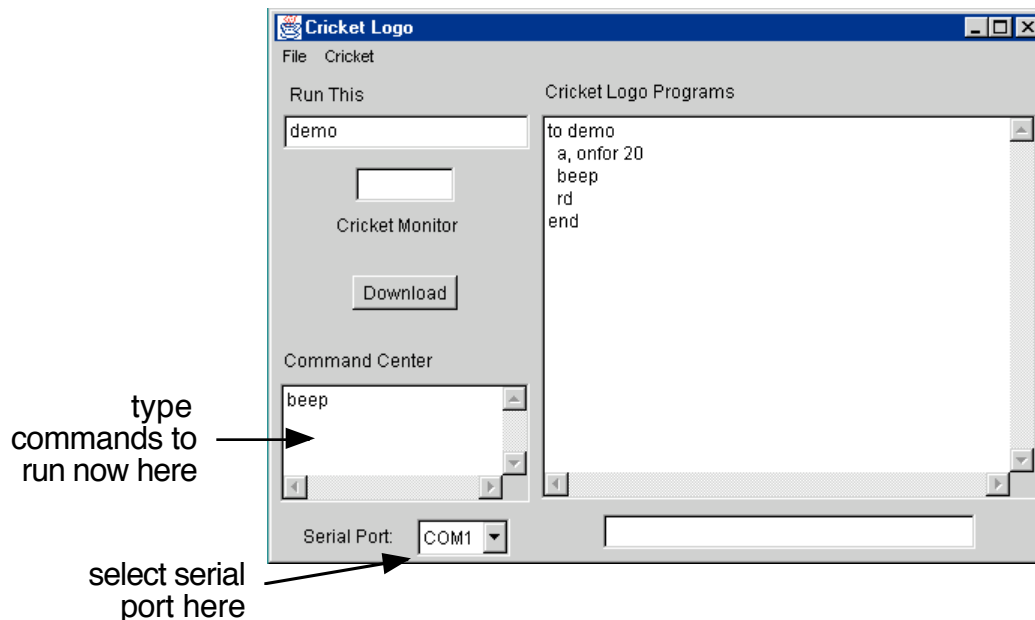 Cricket Logo
File Cricket
Run This
demo
Cricket Monitor
Download
Command Center
beep
Serial Port:
COM1
Cricket Logo Programs
to demo
a, onfor 20
beep
rd
end
type
commands to
run now here
select serial
port here